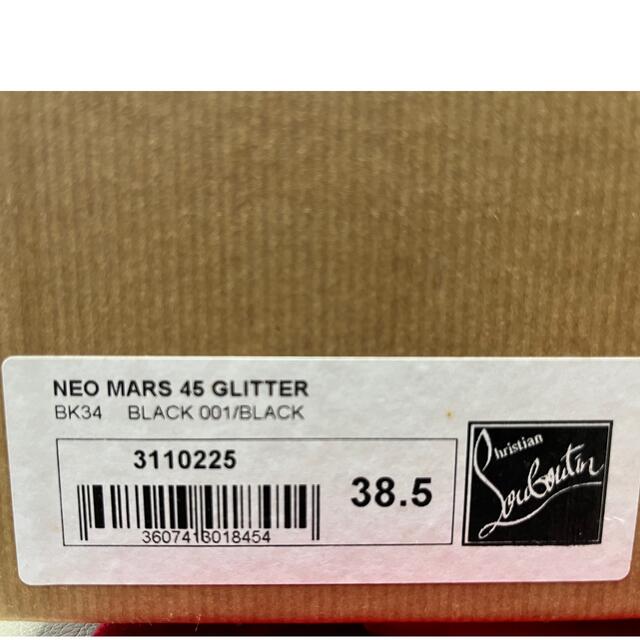 NEO MARS 45 GLITTER
BK34 BLACK 001/BLACK
3110225
38.5
3607413018454
Christian
Louboutin